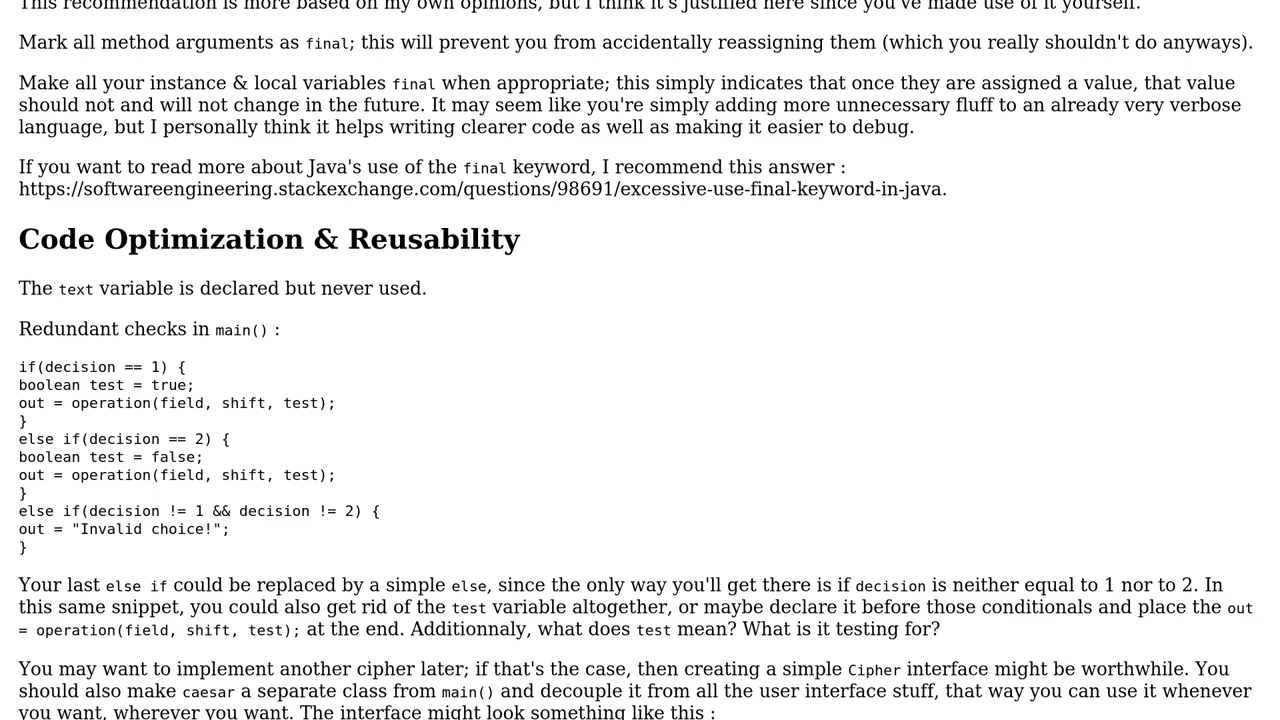 This recommendation is more based on my own opinions, but I think it's justified here since you've made use of it yourself.
Mark all method arguments as final; this will prevent you from accidentally reassigning them (which you really shouldn't do anyways).
Make all your instance & local variables final when appropriate; this simply indicates that once they are assigned a value, that value
should not and will not change in the future. It may seem like you're simply adding more unnecessary fluff to an already very verbose
language, but I personally think it helps writing clearer code as well as making it easier to debug.
If you want to read more about Java's use of the final keyword, I recommend this answer :
https://softwareengineering.stackexchange.com/questions/98691/excessive-use-final-keyword-in-java.
Code Optimization & Reusability
The text variable is declared but never used.
Redundant checks in main() :
if(decision == 1) {
boolean test = true;
out = operation(field, shift, test);
}
else if(decision == 2) {
boolean test = false;
out = operation(field, shift, test);
}
else if(decision != 1 && decision != 2) {
out = "Invalid choice!";
}
Your last else if could be replaced by a simple else, since the only way you'll get there is if decision is neither equal to 1 nor to 2. In
this same snippet, you could also get rid of the test variable altogether, or maybe declare it before those conditionals and place the out
= operation(field, shift, test); at the end. Additionnaly, what does test mean? What is it testing for?
You may want to implement another cipher later; if that's the case, then creating a simple Cipher interface might be worthwhile. You
should also make caesar a separate class from main() and decouple it from all the user interface stuff, that way you can use it whenever
you want, wherever you want. The interface might look something like this :